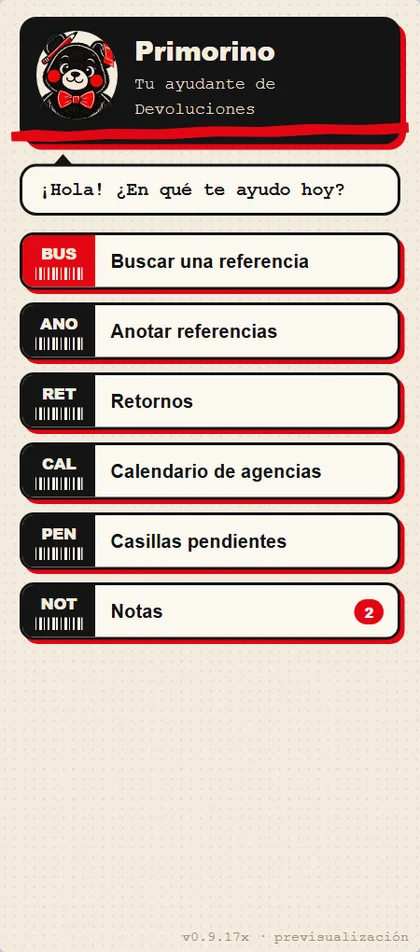 Primorino
Tu ayudante de
Devoluciones
¡Hola! ¿En qué te ayudo hoy?
BUS Buscar una referencia
ANO Anotar referencias
RET Retornos
CAL Calendario de agencias
PEN Casillas pendientes
NOT Notas 2
v0.9.17x · previsualización